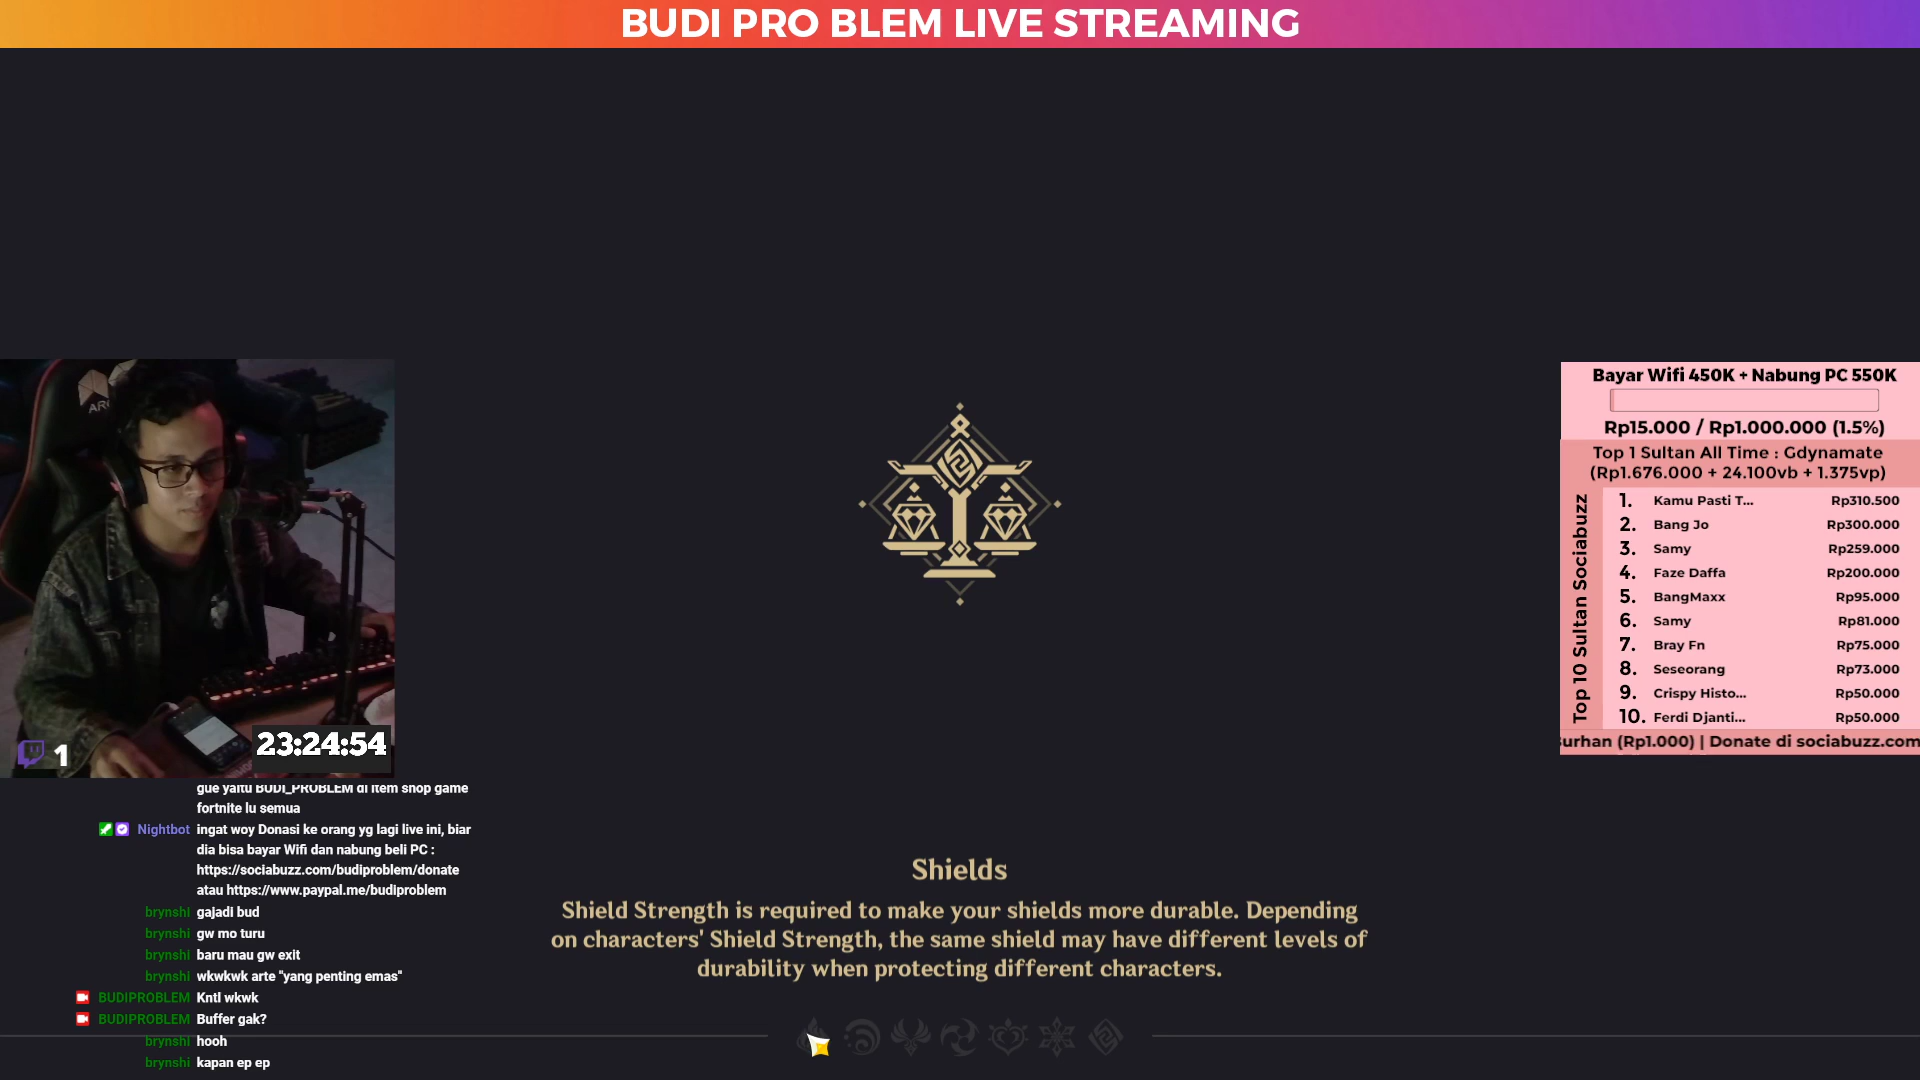 BUDI PRO BLEM LIVE STREAMING
Bayar Wifi 450K + Nabung PC 550K
Rp15.000 / Rp1.000.000 (1.5%)
Top 1 Sultan All Time : Gdynamate
(Rp1.676.000 + 24.100vb + 1.375vp)
Top 10 Sultan Sociabuzz
1. Kamu Pasti T... Rp310.500
2. Bang Jo Rp300.000
3. Samy Rp259.000
4. Faze Daffa Rp200.000
5. BangMaxx Rp95.000
6. Samy Rp81.000
7. Bray Fn Rp75.000
8. Seseorang Rp73.000
9. Crispy Histo... Rp50.000
10. Ferdi Djanti... Rp50.000
urhan (Rp1.000) | Donate di sociabuzz.com
1
23:24:54
gue yaitu BUDI_PROBLEM di item shop game
fortnite lu semua
Nightbot ingat woy Donasi ke orang yg lagi live ini, biar
dia bisa bayar Wifi dan nabung beli PC :
https://sociabuzz.com/budiproblem/donate
atau https://www.paypal.me/budiproblem
brynshi gajadi bud
brynshi gw mo turu
brynshi baru mau gw exit
brynshi wkwkwk arte "yang penting emas"
BUDIPROBLEM Kntl wkwk
BUDIPROBLEM Buffer gak?
brynshi hooh
brynshi kapan ep ep
Shields
Shield Strength is required to make your shields more durable. Depending
on characters' Shield Strength, the same shield may have different levels of
durability when protecting different characters.